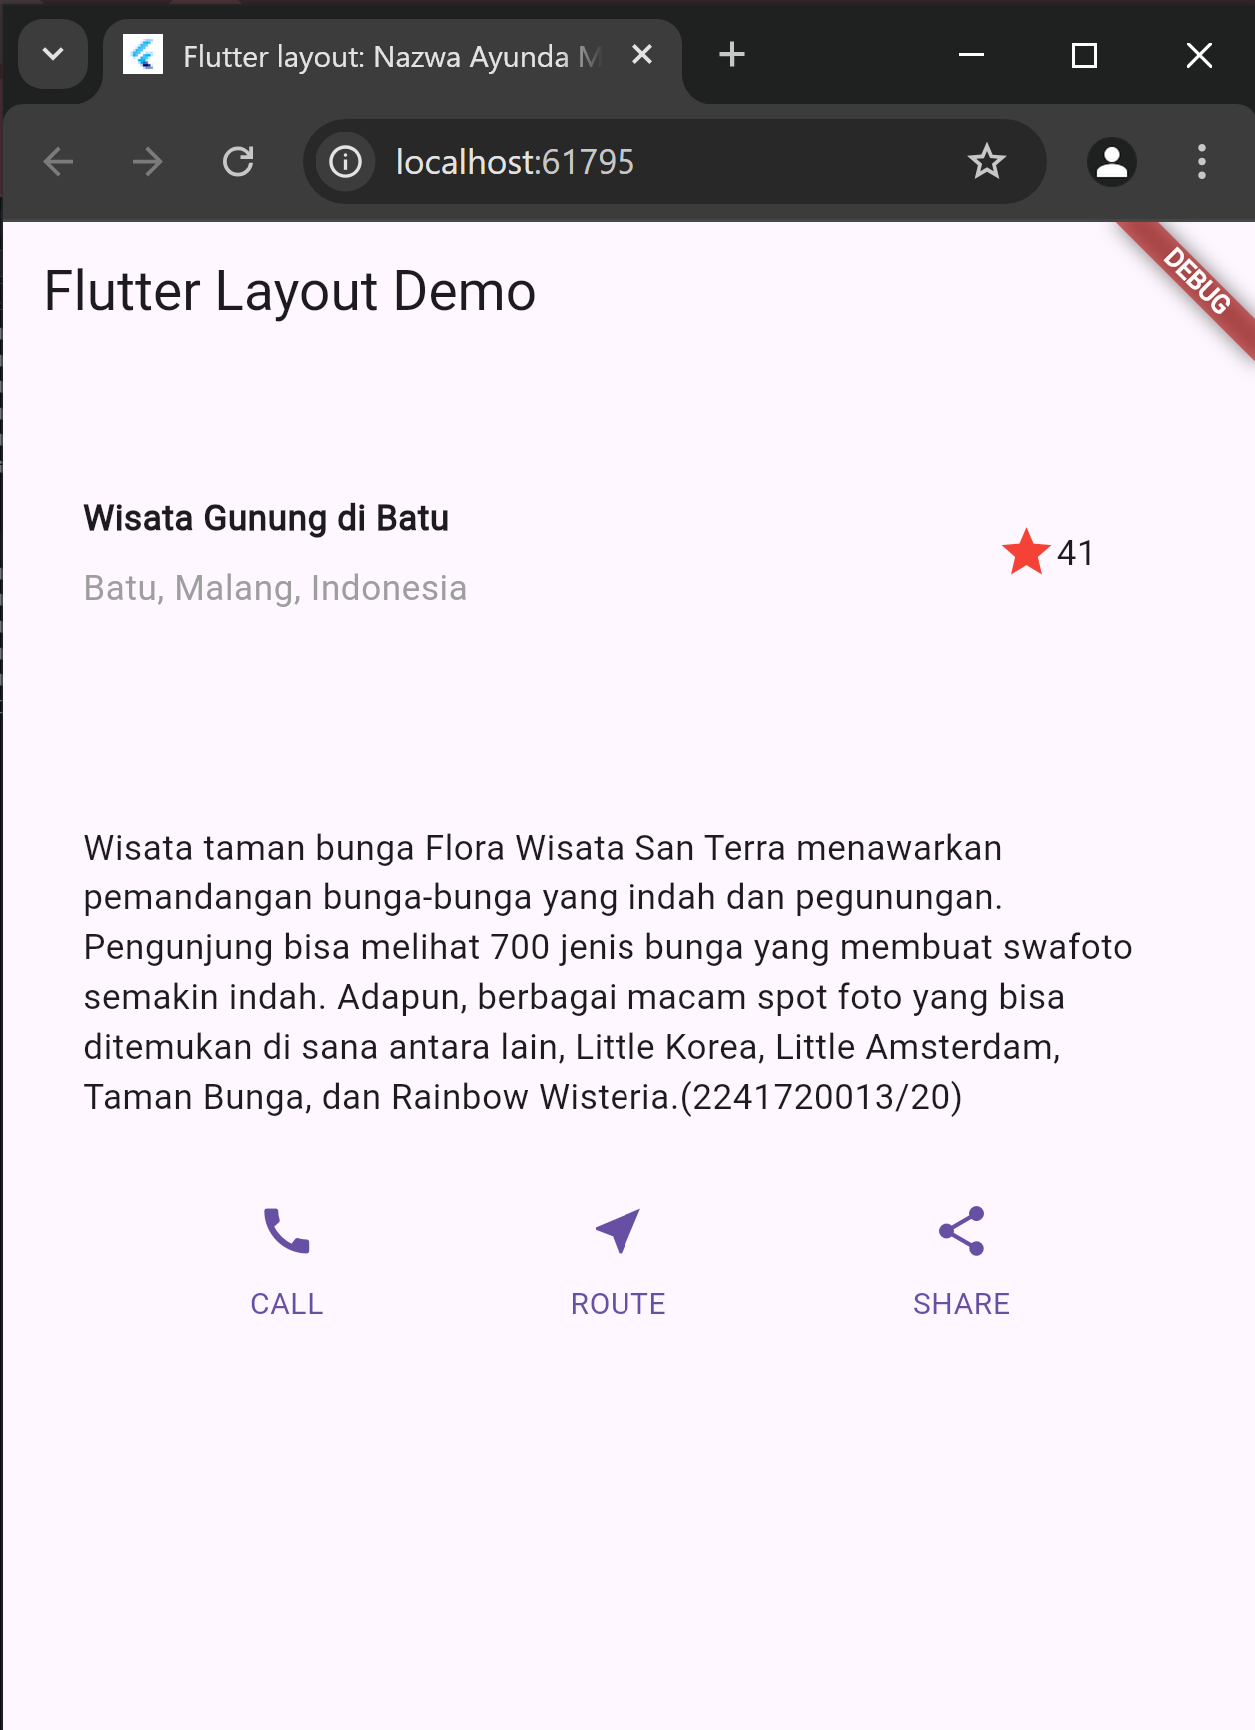 Flutter layout: Nazwa Ayunda M
localhost:61795
DEBUG
Flutter Layout Demo
Wisata Gunung di Batu
41
Batu, Malang, Indonesia
Wisata taman bunga Flora Wisata San Terra menawarkan
pemandangan bunga-bunga yang indah dan pegunungan.
Pengunjung bisa melihat 700 jenis bunga yang membuat swafoto
semakin indah. Adapun, berbagai macam spot foto yang bisa
ditemukan di sana antara lain, Little Korea, Little Amsterdam,
Taman Bunga, dan Rainbow Wisteria.(2241720013/20)
CALL
ROUTE
SHARE